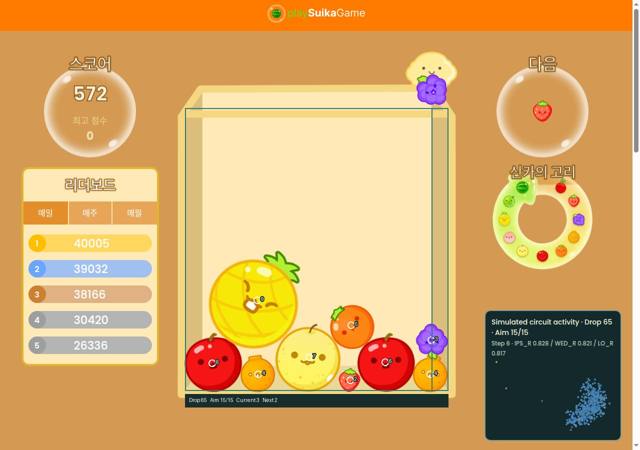 playSuikaGame
스코어
572
최고 점수
0
리더보드
매일 매주 매월
1 40005
2 39032
3 38166
4 30420
5 26336
다음
산카의 고리
Simulated circuit activity · Drop 65
· Aim 15/15
Step 6 · IPS_R 0.828 / WED_R 0.821 / LO_R
0.817
Drop65 Aim 15/15 Current3 Next2